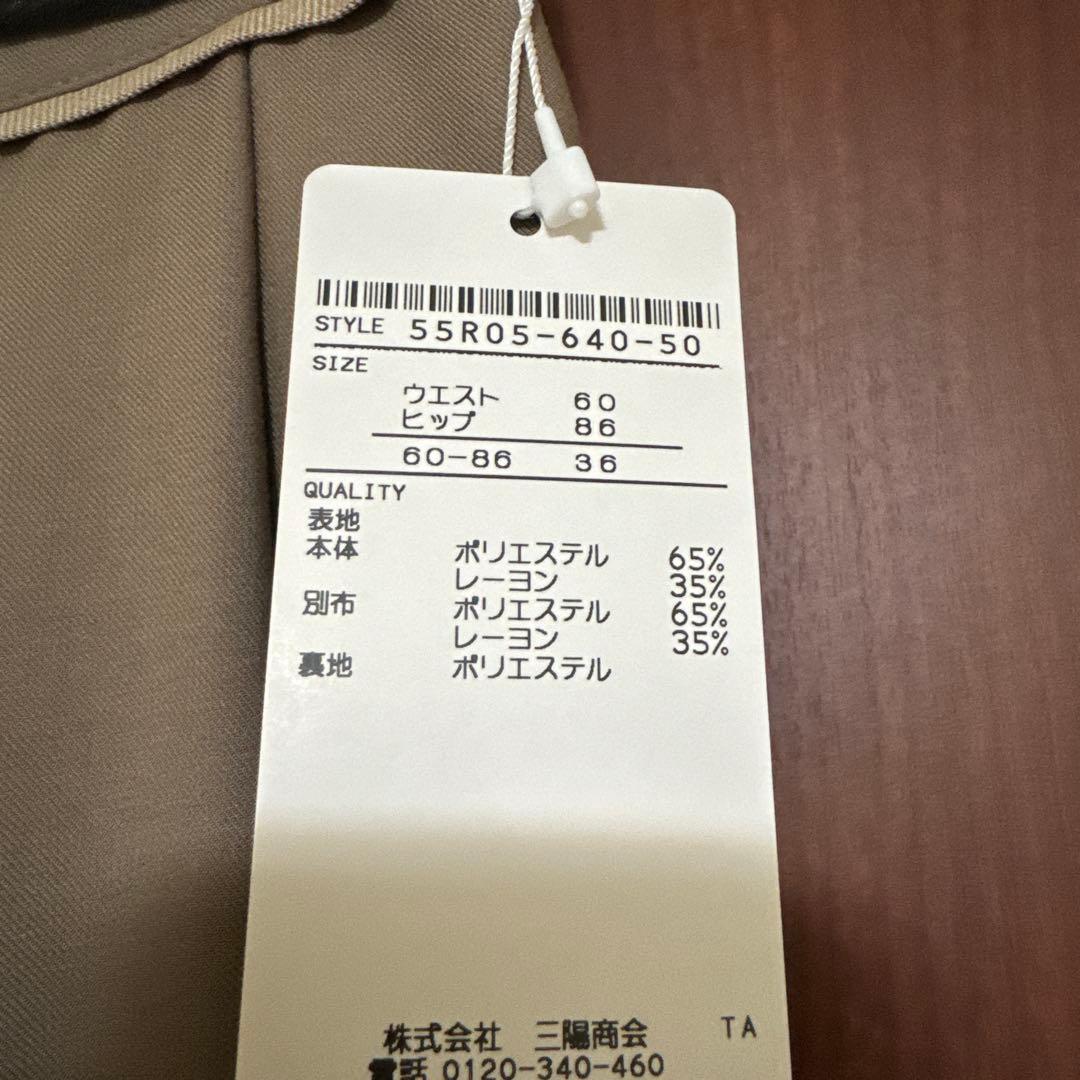 STYLE 55R05-640-50
SIZE
ウエスト 60
ヒップ 86
60-86 36
QUALITY
表地
本体 ポリエステル 65%
レーヨン 35%
別布 ポリエステル 65%
レーヨン 35%
裏地 ポリエステル
株式会社 三陽商会 TA
電話 0120-340-460